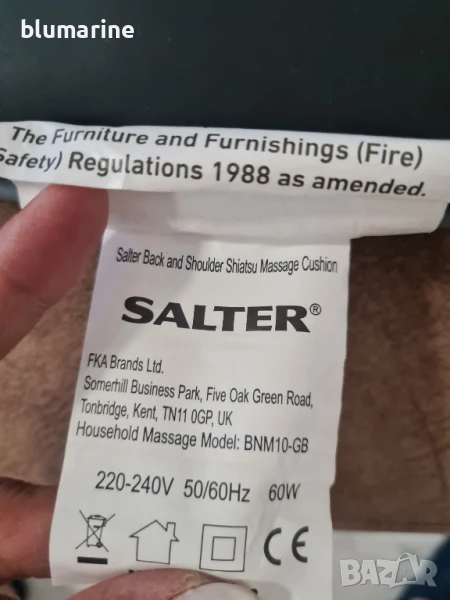 blumarine
The Furniture and Furnishings (Fire)
Safety) Regulations 1988 as amended.
Salter Back and Shoulder Shiatsu Massage Cushion
SALTER®
FKA Brands Ltd.
Somerhill Business Park, Five Oak Green Road,
Tonbridge, Kent, TN11 0GP, UK
Household Massage Model: BNM10-GB
220-240V 50/60Hz 60W
CE
BAZAR